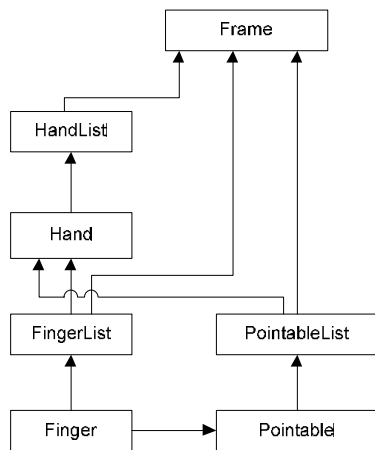 Frame
HandList
Hand
FingerList
PointableList
Finger
Pointable